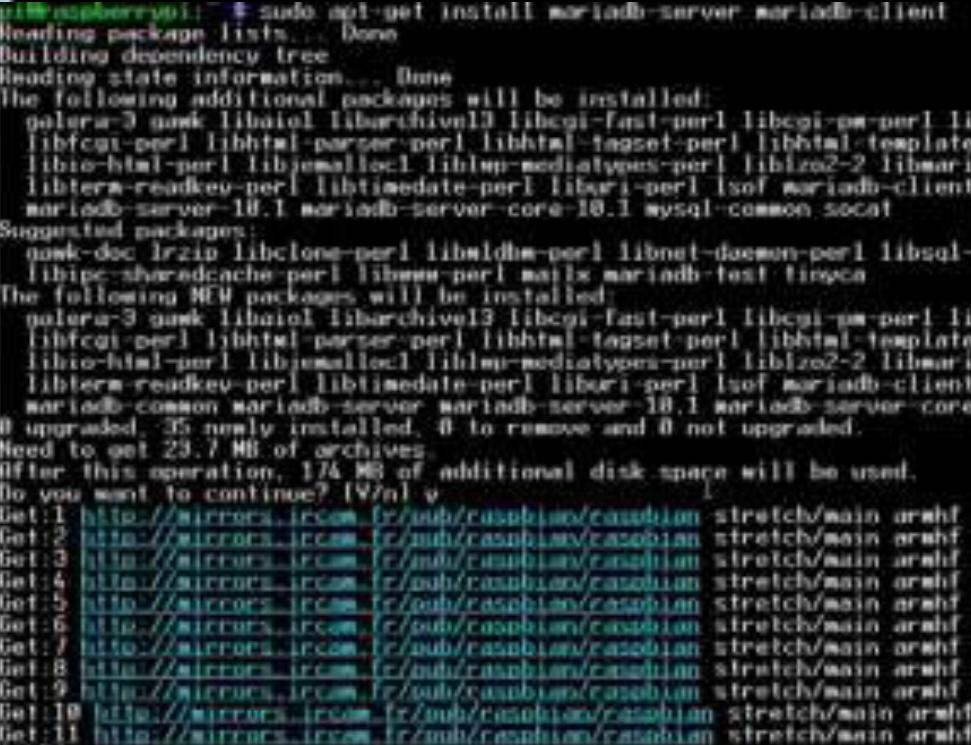 pi@raspberrypi:~ $ sudo apt-get install mariadb-server mariadb-client
Reading package lists... Done
Building dependency tree
Reading state information... Done
The following additional packages will be installed:
galera-3 gawk libaio1 libarchive13 libcgi-fast-perl libcgi-pm-perl li
libfcgi-perl libhtml-parser-perl libhtml-tagset-perl libhtml-template
libio-html-perl libjemalloc1 liblwp-mediatypes-perl liblzo2-2 libmari
libterm-readkey-perl libtimedate-perl liburi-perl lsof mariadb-client
mariadb-server-10.1 mariadb-server-core-10.1 mysql-common socat
Suggested packages:
gawk-doc lrzip libclone-perl libmldbm-perl libnet-daemon-perl libsql-
libipc-sharedcache-perl libwww-perl mailx mariadb-test tinyca
The following NEW packages will be installed:
galera-3 gawk libaio1 libarchive13 libcgi-fast-perl libcgi-pm-perl li
libfcgi-perl libhtml-parser-perl libhtml-tagset-perl libhtml-template
libio-html-perl libjemalloc1 liblwp-mediatypes-perl liblzo2-2 libmari
libterm-readkey-perl libtimedate-perl liburi-perl lsof mariadb-client
mariadb-common mariadb-server mariadb-server-10.1 mariadb-server-core
0 upgraded, 35 newly installed, 0 to remove and 0 not upgraded.
Need to get 23.7 MB of archives.
After this operation, 174 MB of additional disk space will be used.
Do you want to continue? [Y/n] y
Get:1 http://mirrors.ircam.fr/pub/raspbian/raspbian stretch/main armhf
Get:2 http://mirrors.ircam.fr/pub/raspbian/raspbian stretch/main armhf
Get:3 http://mirrors.ircam.fr/pub/raspbian/raspbian stretch/main armhf
Get:4 http://mirrors.ircam.fr/pub/raspbian/raspbian stretch/main armhf
Get:5 http://mirrors.ircam.fr/pub/raspbian/raspbian stretch/main armhf
Get:6 http://mirrors.ircam.fr/pub/raspbian/raspbian stretch/main armhf
Get:7 http://mirrors.ircam.fr/pub/raspbian/raspbian stretch/main armhf
Get:8 http://mirrors.ircam.fr/pub/raspbian/raspbian stretch/main armhf
Get:9 http://mirrors.ircam.fr/pub/raspbian/raspbian stretch/main armhf
Get:10 http://mirrors.ircam.fr/pub/raspbian/raspbian stretch/main armhf
Get:11 http://mirrors.ircam.fr/pub/raspbian/raspbian stretch/main armhf